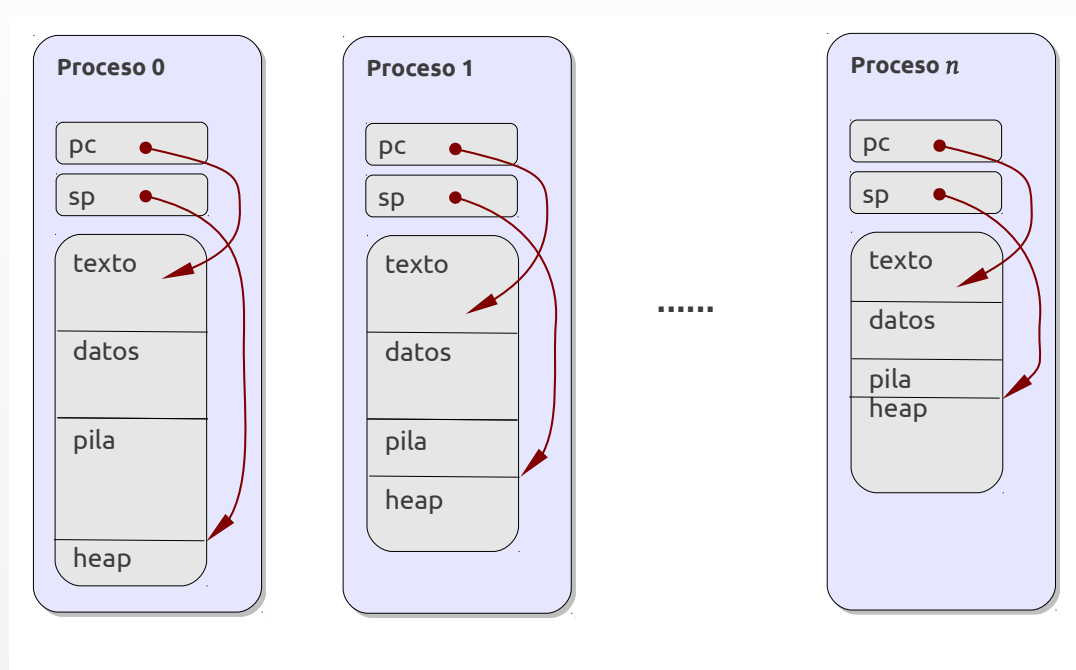 Proceso 0
pc
sp
texto
datos
pila
heap
Proceso 1
pc
sp
texto
datos
pila
heap
......
Proceso n
pc
sp
texto
datos
pila
heap